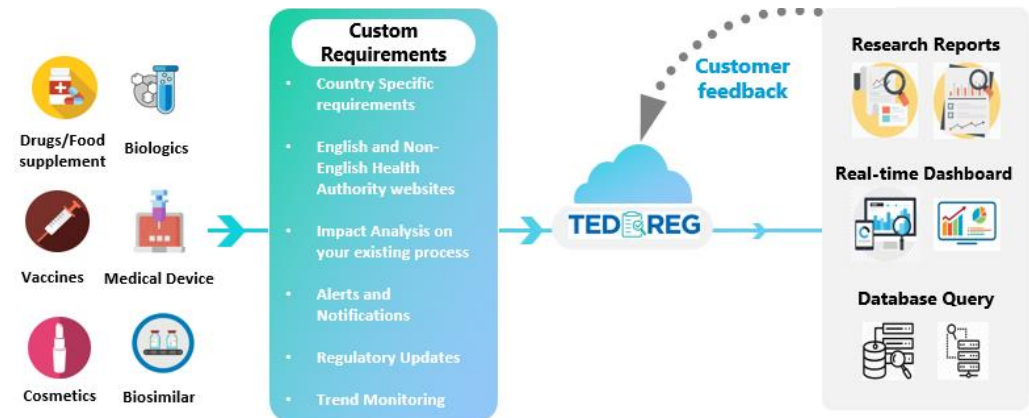 Drugs/Food
supplement
Biologics
Vaccines
Medical Device
Cosmetics
Biosimilar
Custom
Requirements
• Country Specific
requirements
• English and Non-
English Health
Authority websites
• Impact Analysis on
your existing process
• Alerts and
Notifications
• Regulatory Updates
• Trend Monitoring
Customer
feedback
TED REG
Research Reports
Real-time Dashboard
Database Query